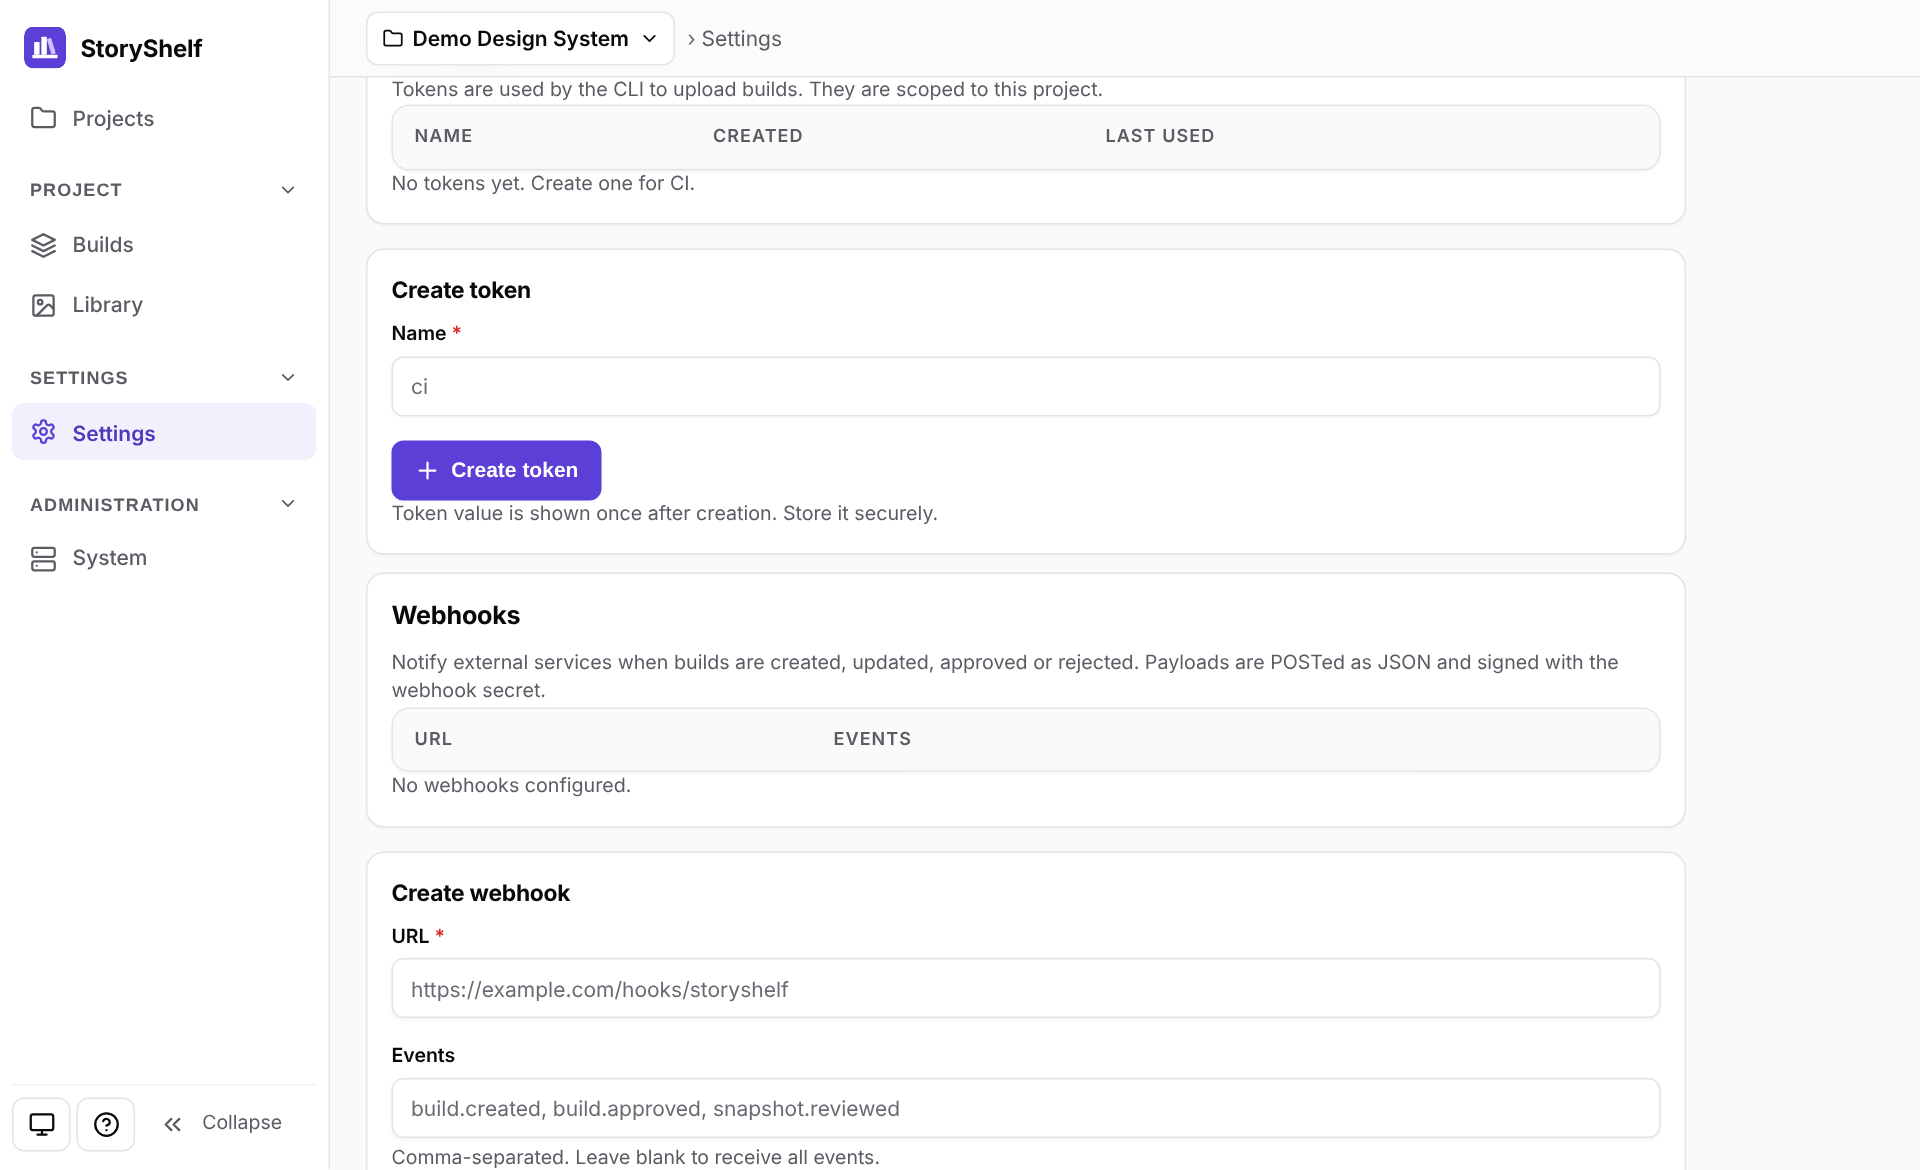 StoryShelf
Projects
PROJECT
Builds
Library
SETTINGS
Settings
ADMINISTRATION
System
Collapse
Demo Design System
› Settings
Tokens are used by the CLI to upload builds. They are scoped to this project.
NAME CREATED LAST USED
No tokens yet. Create one for CI.
Create token
Name *
ci
Create token
Token value is shown once after creation. Store it securely.
Webhooks
Notify external services when builds are created, updated, approved or rejected. Payloads are POSTed as JSON and signed with the
webhook secret.
URL EVENTS
No webhooks configured.
Create webhook
URL *
https://example.com/hooks/storyshelf
Events
build.created, build.approved, snapshot.reviewed
Comma-separated. Leave blank to receive all events.